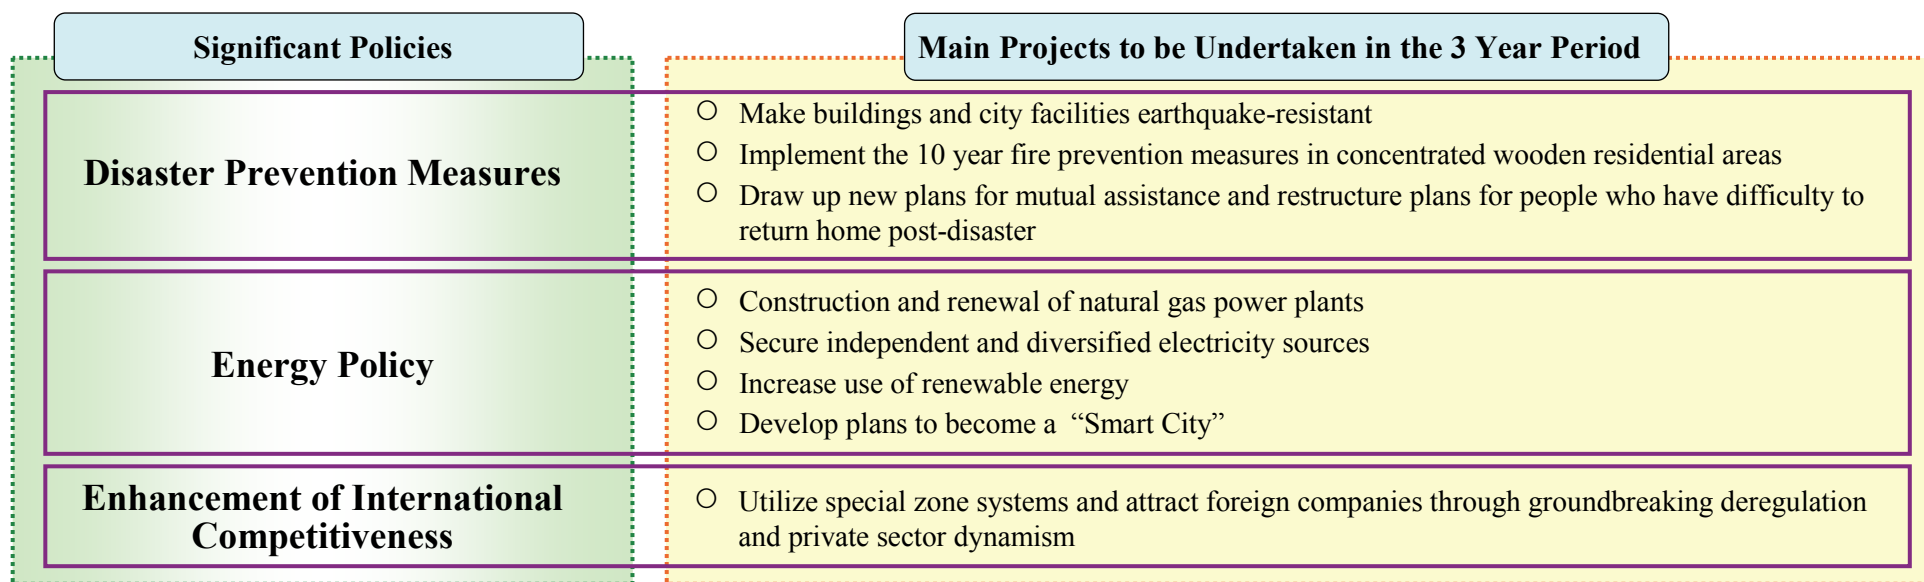 Significant Policies
Main Projects to be Undertaken in the 3 Year Period
Disaster Prevention Measures
○ Make buildings and city facilities earthquake-resistant
○ Implement the 10 year fire prevention measures in concentrated wooden residential areas
○ Draw up new plans for mutual assistance and restructure plans for people who have difficulty to
return home post-disaster
Energy Policy
○ Construction and renewal of natural gas power plants
○ Secure independent and diversified electricity sources
○ Increase use of renewable energy
○ Develop plans to become a “Smart City”
Enhancement of International
Competitiveness
○ Utilize special zone systems and attract foreign companies through groundbreaking deregulation
and private sector dynamism